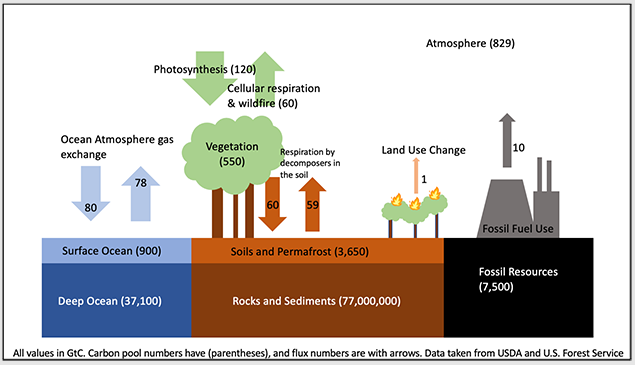 Atmosphere (829)
Photosynthesis (120)
Cellular respiration
& wildfire (60)
Ocean Atmosphere gas
exchange
80
78
Vegetation
(550)
Respiration by
decomposers in
the soil
60
59
Land Use Change
1
10
Fossil Fuel Use
Surface Ocean (900)
Soils and Permafrost (3,650)
Fossil Resources
(7,500)
Deep Ocean (37,100)
Rocks and Sediments (77,000,000)
All values in GtC. Carbon pool numbers have (parentheses), and flux numbers are with arrows. Data taken from USDA and U.S. Forest Service